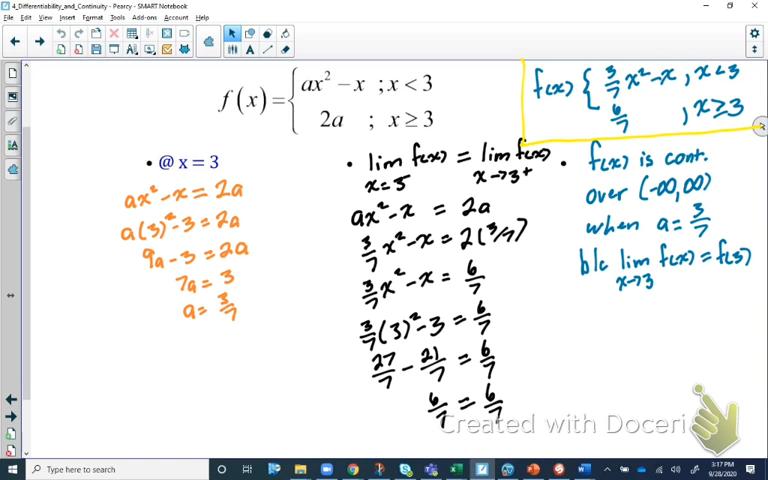 4_Differentiability_and_Continuity - Pearcy - SMART Notebook
File Edit View Insert Format Tools Add-ons Account Help
f(x) = { ax² − x ; x < 3
2a ; x ≥ 3
f(x) { 3/7 x² − x , x < 3
6/7 , x ≥ 3
• @ x = 3
ax² − x = 2a
a(3)² − 3 = 2a
9a − 3 = 2a
7a = 3
a = 3/7
• lim f(x) = lim f(x)
x→3⁺
ax² − x = 2a
3/7 x² − x = 2(3/7)
3/7 x² − x = 6/7
3/7 (3)² − 3 = 6/7
27/7 − 21/7 = 6/7
6/7 = 6/7
• f(x) is cont.
over (−∞,∞)
when a = 3/7
b/c lim f(x) = f(3)
x→3
Created with Doceri
Type here to search
3:17 PM
9/28/2020